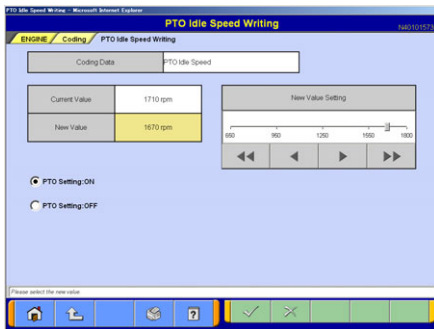 PTO Idle Speed Writing - Microsoft Internet Explorer
PTO Idle Speed Writing
N40101573
ENGINE Coding PTO Idle Speed Writing
Coding Data PTO Idle Speed
Current Value 1710 rpm
New Value 1670 rpm
New Value Setting
650 950 1250 1550 1800
PTO Setting:ON
PTO Setting:OFF
Please select the new value
?